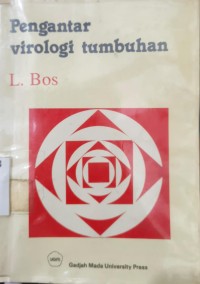 Pengantar
virologi tumbuhan
L. Bos
Gadjah Mada University Press